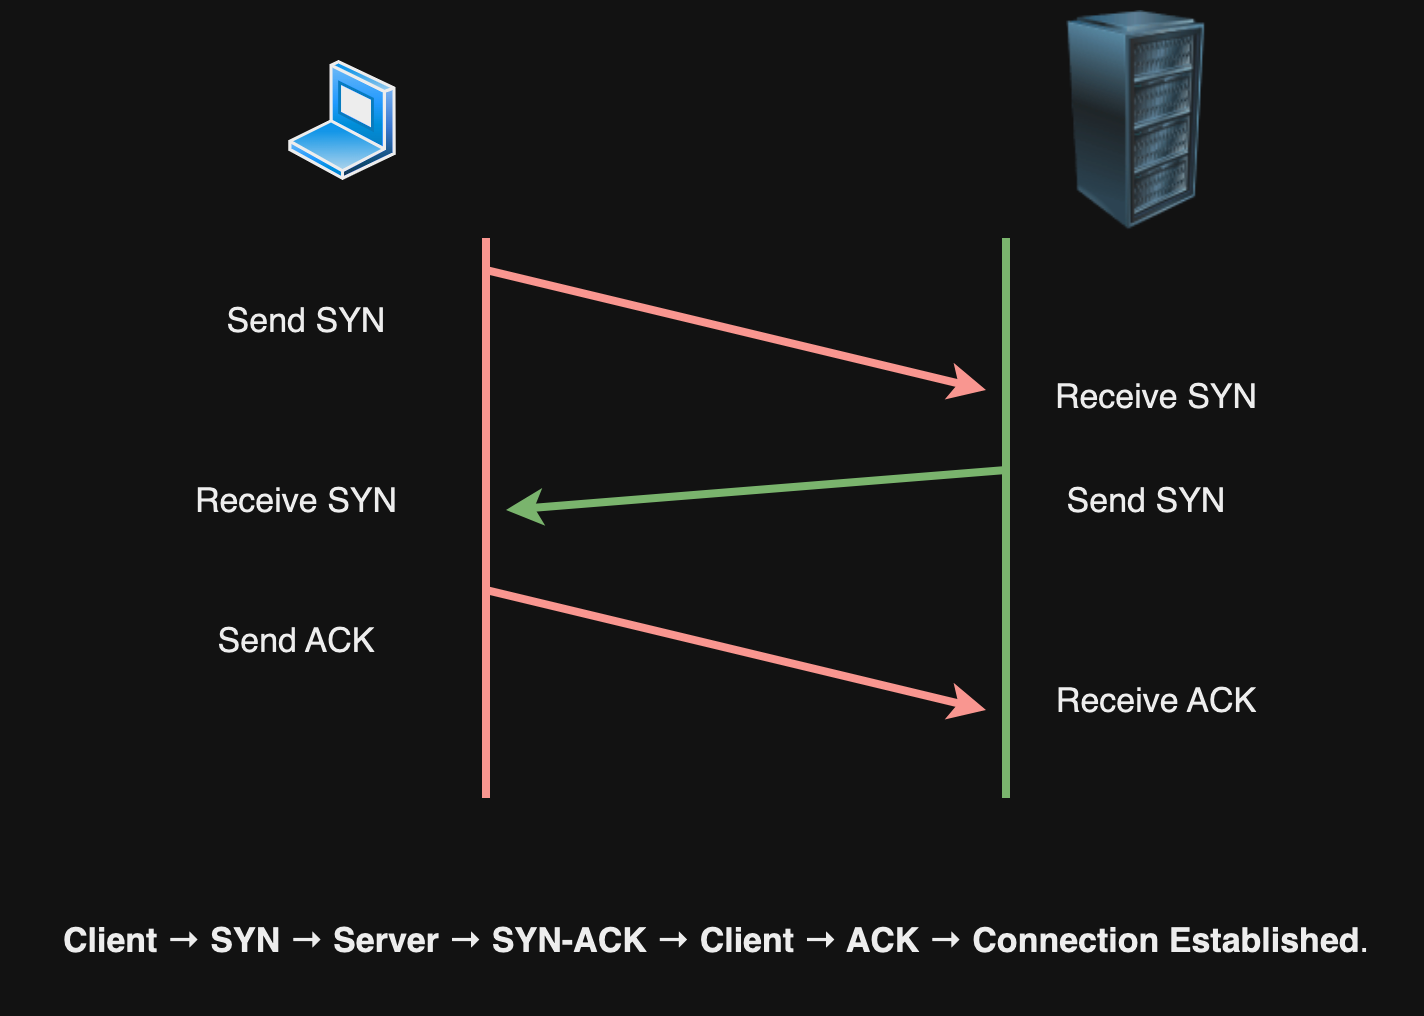 Send SYN
Receive SYN
Receive SYN
Send SYN
Send ACK
Receive ACK
Client → SYN → Server → SYN-ACK → Client → ACK → Connection Established.